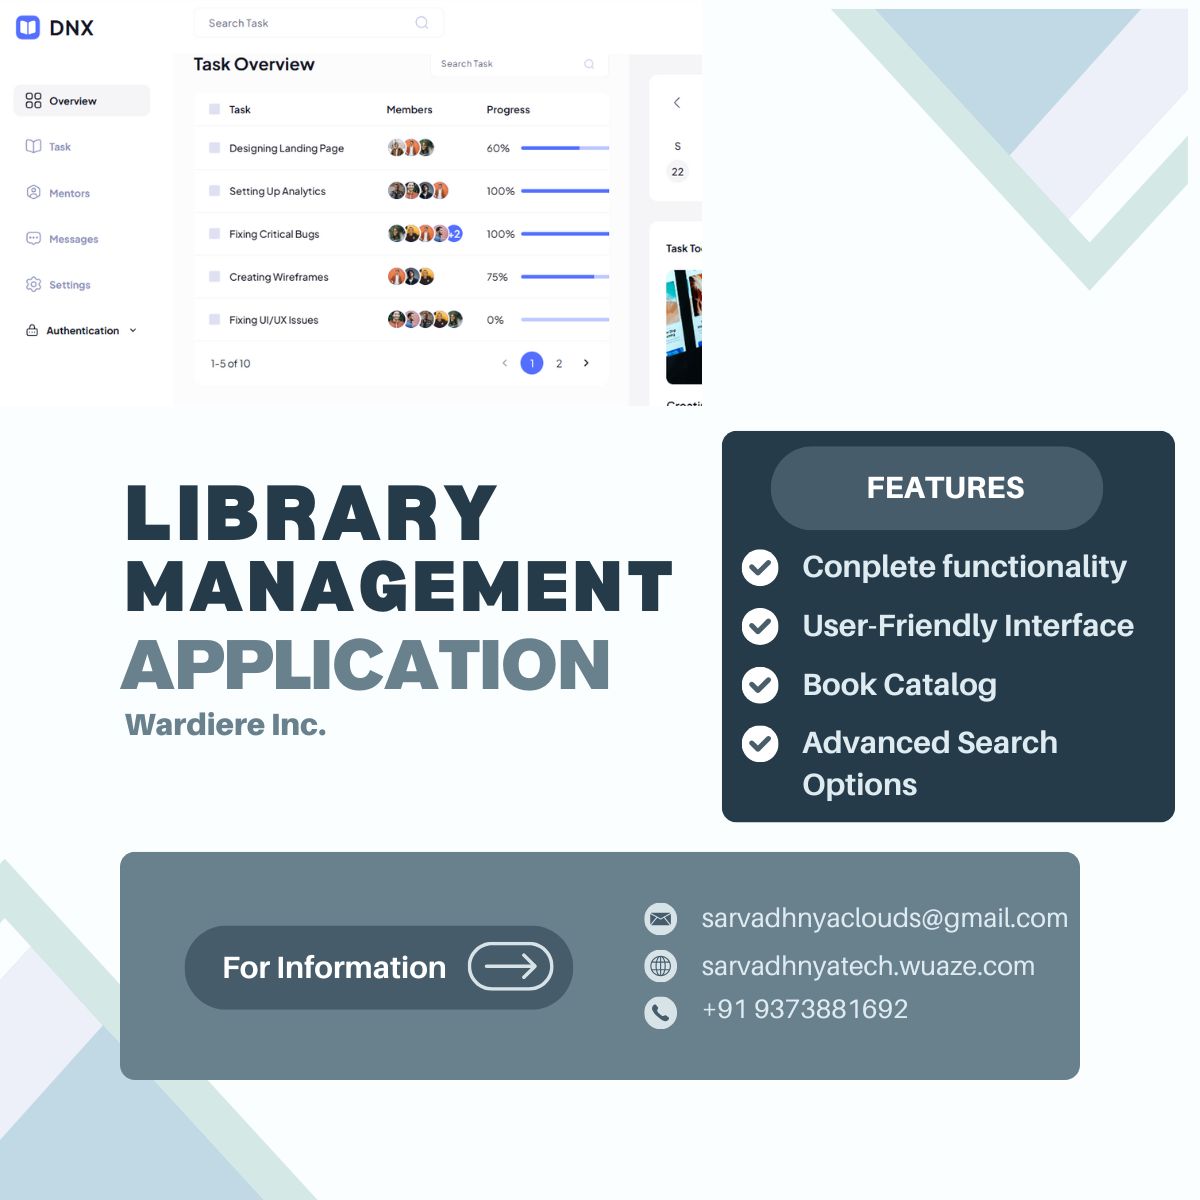 DNX
Search Task
Task Overview
Search Task
Overview
Task
Mentors
Messages
Settings
Authentication
Task Members Progress
Designing Landing Page 60%
Setting Up Analytics 100%
Fixing Critical Bugs +2 100%
Creating Wireframes 75%
Fixing UI/UX Issues 0%
1-5 of 10 1 2
S
22
Task To
LIBRARY
MANAGEMENT
APPLICATION
Wardiere Inc.
FEATURES
Conplete functionality
User-Friendly Interface
Book Catalog
Advanced Search
Options
For Information
sarvadhnyaclouds@gmail.com
sarvadhnyatech.wuaze.com
+91 9373881692